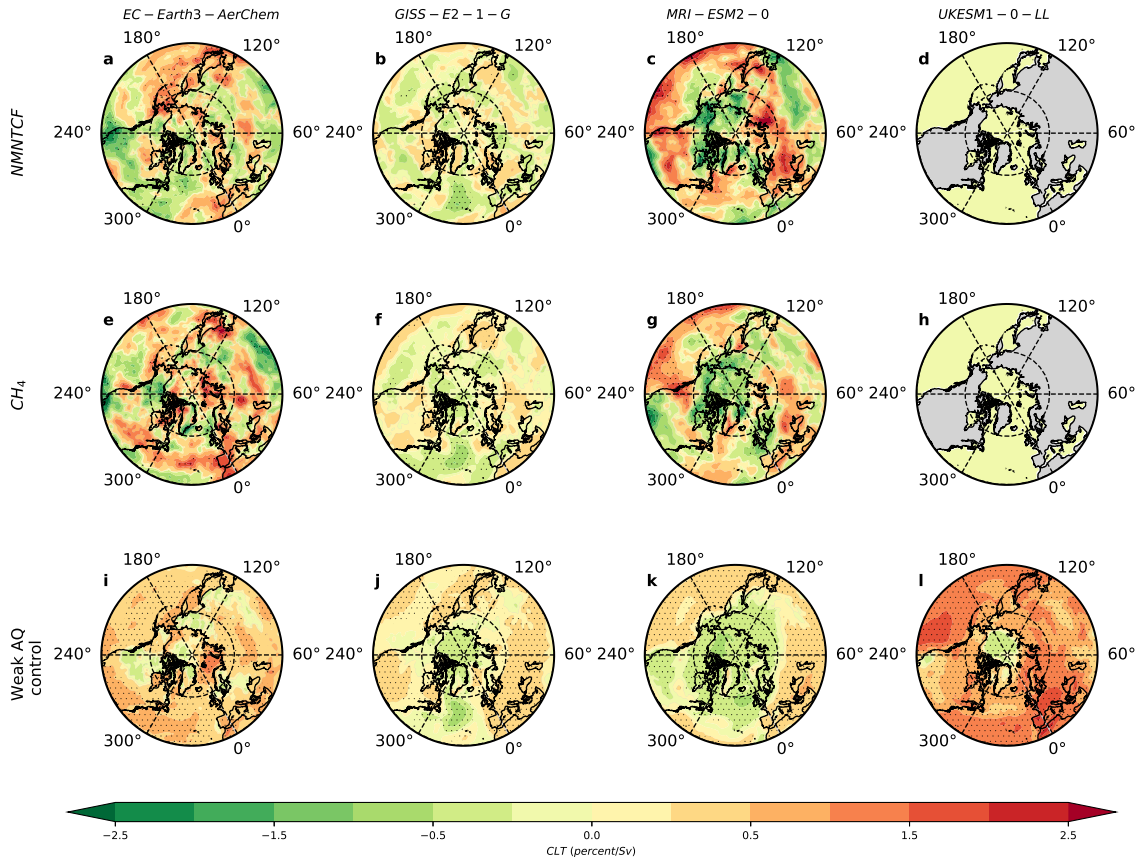 EC − Earth3 − AerChem GISS − E2 − 1 − G MRI − ESM2 − 0 UKESM1 − 0 − LL
180° 120° 180° 120° 180° 120° 180° 120°
a b c d
NMNTCF
240° 60° 240° 60° 240° 60° 240° 60°
300° 0° 300° 0° 300° 0° 300° 0°
180° 120° 180° 120° 180° 120° 180° 120°
e f g h
CH4
240° 60° 240° 60° 240° 60° 240° 60°
300° 0° 300° 0° 300° 0° 300° 0°
180° 120° 180° 120° 180° 120° 180° 120°
i j k l
Weak AQ
control
240° 60° 240° 60° 240° 60° 240° 60°
300° 0° 300° 0° 300° 0° 300° 0°
−2.5 −1.5 −0.5 0.0 0.5 1.5 2.5
CLT (percent/Sv)